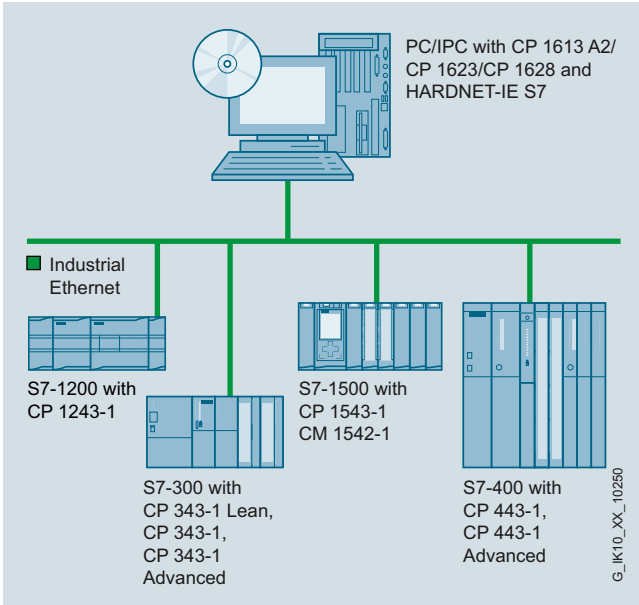 PC/IPC with CP 1613 A2/
CP 1623/CP 1628 and
HARDNET-IE S7
Industrial
Ethernet
S7-1200 with
CP 1243-1
S7-300 with
CP 343-1 Lean,
CP 343-1,
CP 343-1
Advanced
S7-1500 with
CP 1543-1
CM 1542-1
S7-400 with
CP 443-1,
CP 443-1
Advanced
G_IK10_XX_10250